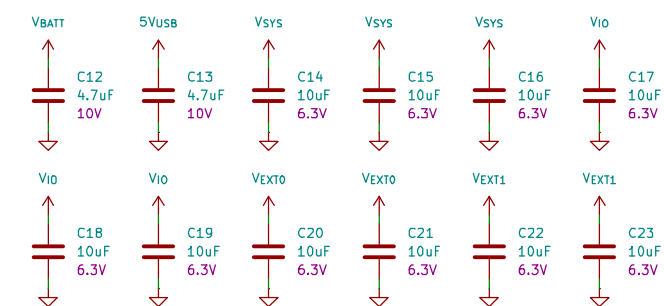 VBATT 5VUSB VSYS VSYS VSYS VIO
C12 C13 C14 C15 C16 C17
4.7uF 4.7uF 10uF 10uF 10uF 10uF
10V 10V 6.3V 6.3V 6.3V 6.3V
VIO VIO VEXT0 VEXT0 VEXT1 VEXT1
C18 C19 C20 C21 C22 C23
10uF 10uF 10uF 10uF 10uF 10uF
6.3V 6.3V 6.3V 6.3V 6.3V 6.3V